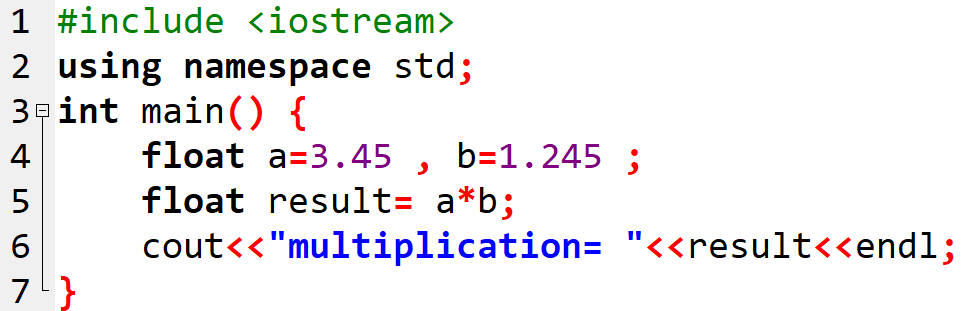 1 #include <iostream>
2 using namespace std;
3 int main() {
4 float a=3.45 , b=1.245 ;
5 float result= a*b;
6 cout<<"multiplication= "<<result<<endl;
7 }